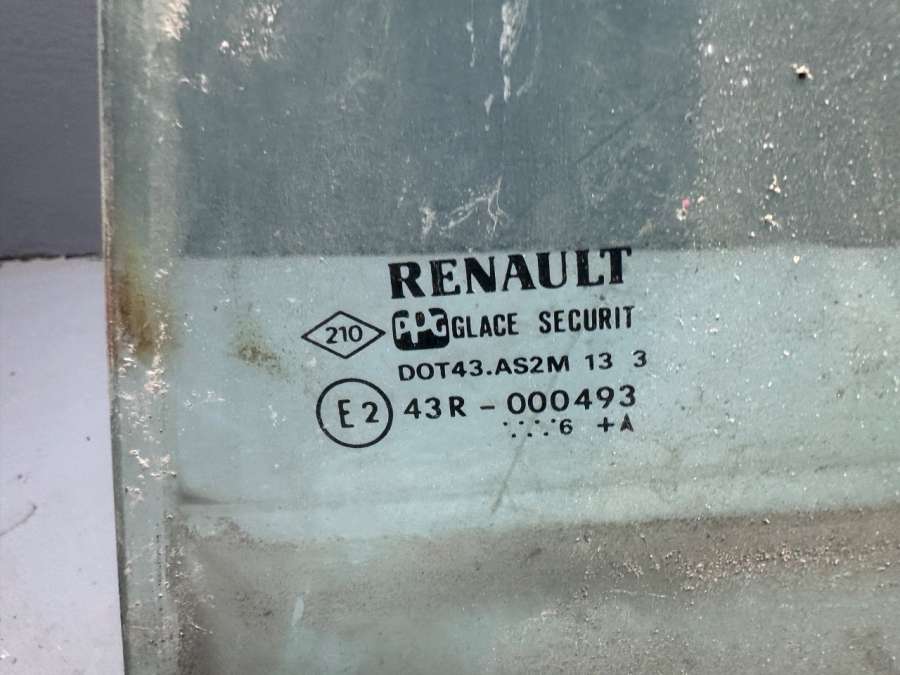 RENAULT
210 PPG GLACE SECURIT
DOT43.AS2M 13 3
E2 43R - 000493
..::..6 +A